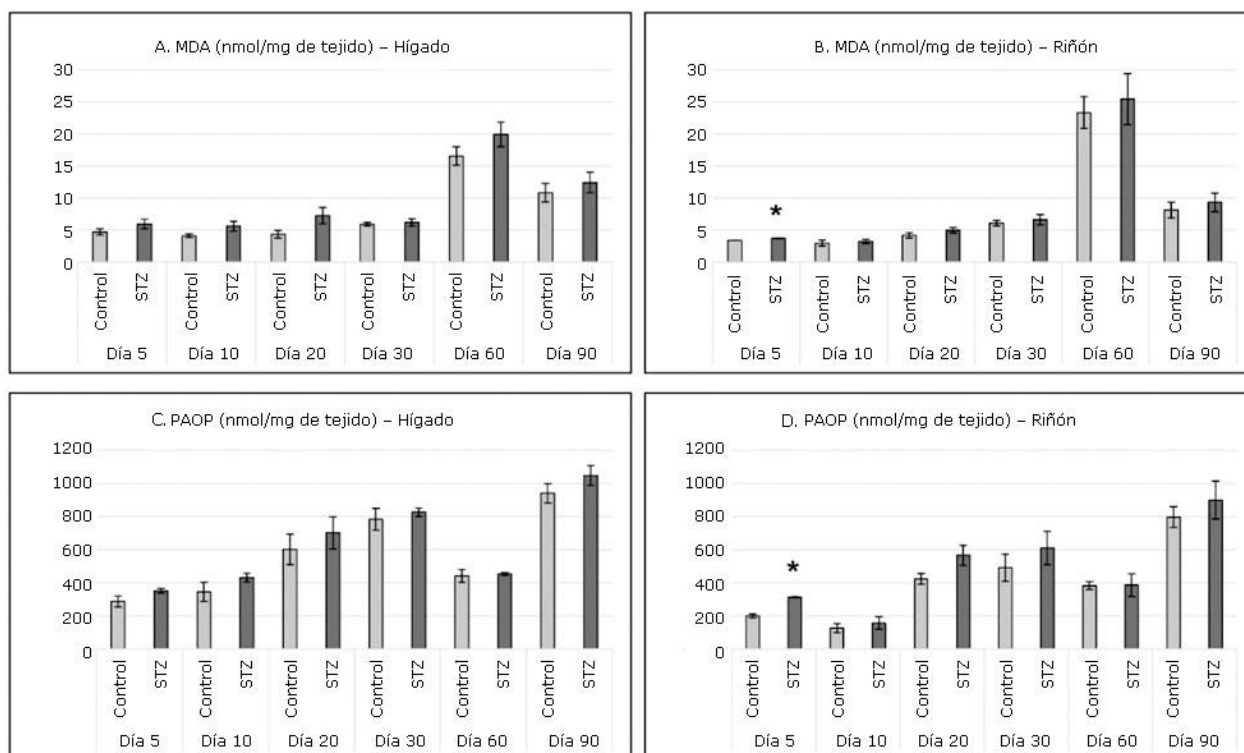 A. MDA (nmol/mg de tejido) – Hígado
30
25
20
15
10
5
0
Control
STZ
Control
STZ
Control
STZ
Control
STZ
Control
STZ
Control
STZ
Día 5 Día 10 Día 20 Día 30 Día 60 Día 90
B. MDA (nmol/mg de tejido) – Riñón
30
25
20
15
10
5
0
*
Control
STZ
Control
STZ
Control
STZ
Control
STZ
Control
STZ
Control
STZ
Día 5 Día 10 Día 20 Día 30 Día 60 Día 90
C. PAOP (nmol/mg de tejido) – Hígado
1200
1000
800
600
400
200
0
Control
STZ
Control
STZ
Control
STZ
Control
STZ
Control
STZ
Control
STZ
Día 5 Día 10 Día 20 Día 30 Día 60 Día 90
D. PAOP (nmol/mg de tejido) – Riñón
1200
1000
800
600
400
200
0
*
Control
STZ
Control
STZ
Control
STZ
Control
STZ
Control
STZ
Control
STZ
Día 5 Día 10 Día 20 Día 30 Día 60 Día 90